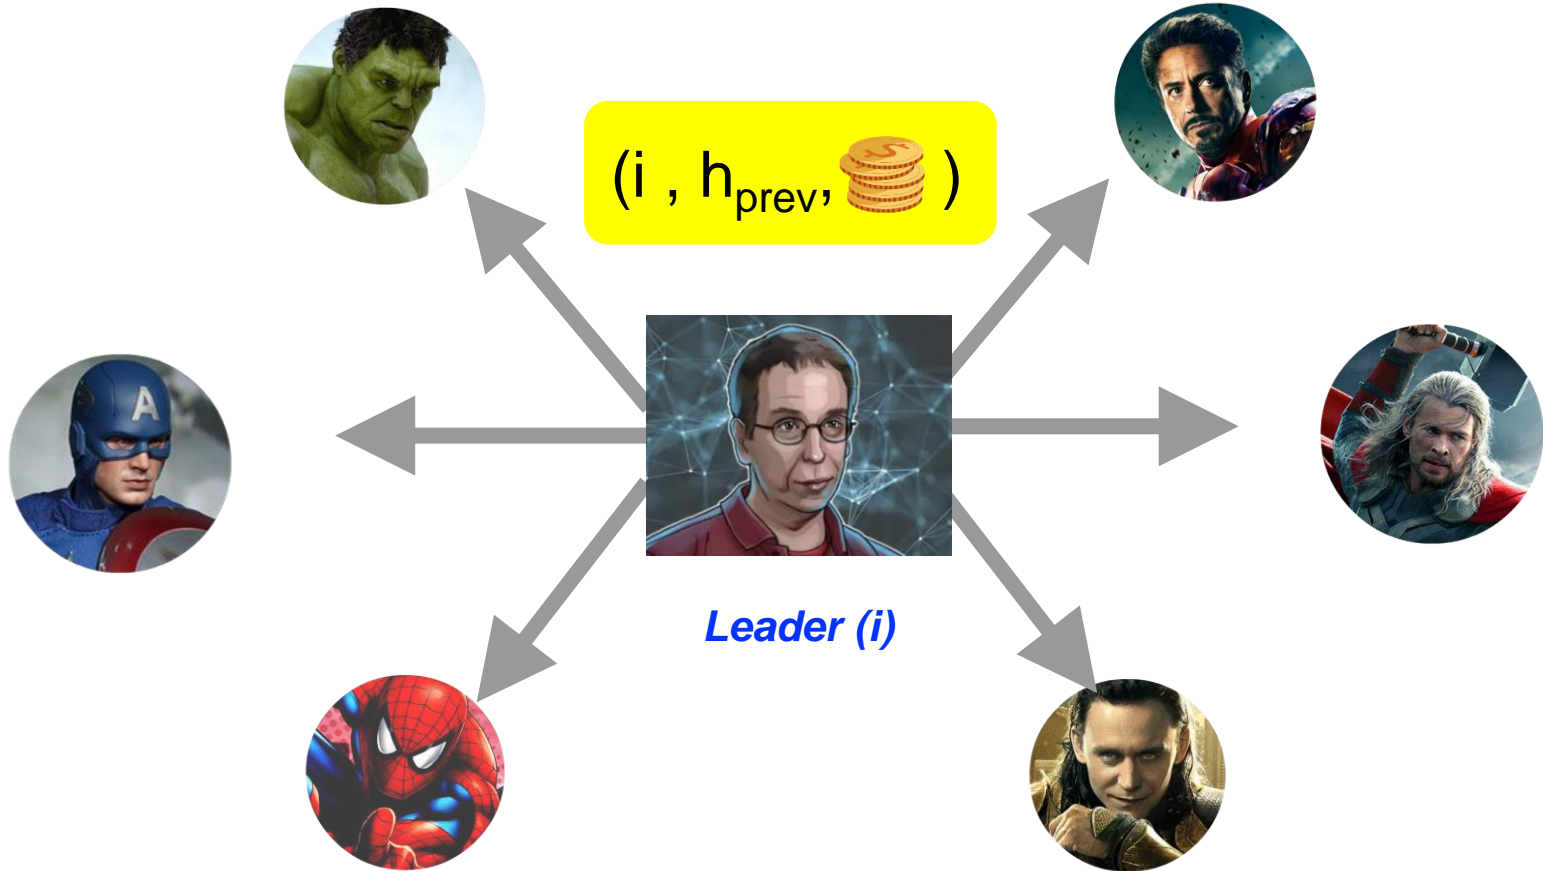 (i , hprev, )
A
Leader (i)